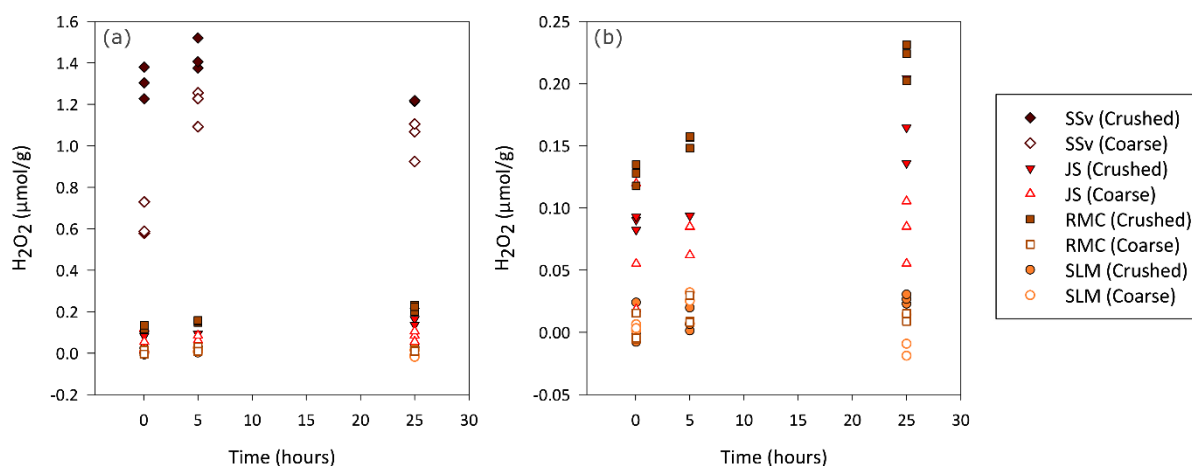 (a)
H₂O₂ (µmol/g)
1.6
1.4
1.2
1.0
0.8
0.6
0.4
0.2
0.0
-0.2
0 5 10 15 20 25 30
Time (hours)
(b)
H₂O₂ (µmol/g)
0.25
0.20
0.15
0.10
0.05
0.00
-0.05
0 5 10 15 20 25 30
Time (hours)
SSv (Crushed)
SSv (Coarse)
JS (Crushed)
JS (Coarse)
RMC (Crushed)
RMC (Coarse)
SLM (Crushed)
SLM (Coarse)